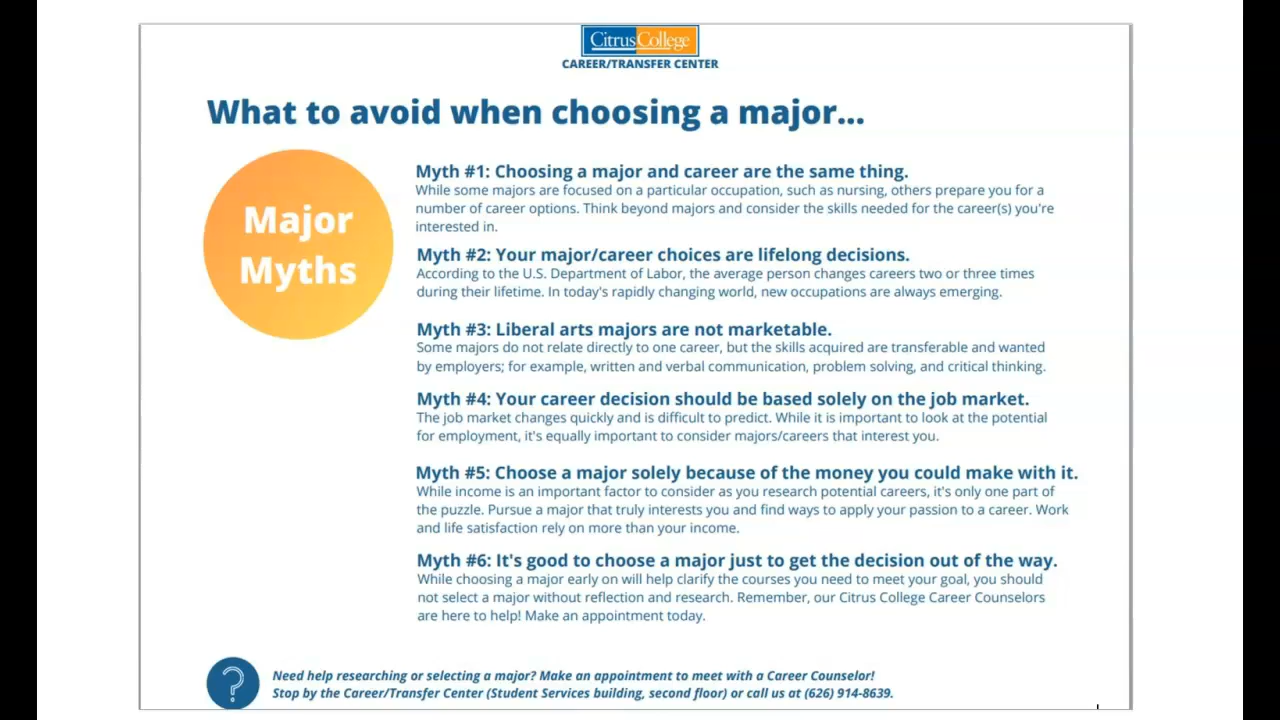 CitrusCollege
CAREER/TRANSFER CENTER
What to avoid when choosing a major...
Major
Myths
Myth #1: Choosing a major and career are the same thing.
While some majors are focused on a particular occupation, such as nursing, others prepare you for a
number of career options. Think beyond majors and consider the skills needed for the career(s) you're
interested in.
Myth #2: Your major/career choices are lifelong decisions.
According to the U.S. Department of Labor, the average person changes careers two or three times
during their lifetime. In today's rapidly changing world, new occupations are always emerging.
Myth #3: Liberal arts majors are not marketable.
Some majors do not relate directly to one career, but the skills acquired are transferable and wanted
by employers; for example, written and verbal communication, problem solving, and critical thinking.
Myth #4: Your career decision should be based solely on the job market.
The job market changes quickly and is difficult to predict. While it is important to look at the potential
for employment, it's equally important to consider majors/careers that interest you.
Myth #5: Choose a major solely because of the money you could make with it.
While income is an important factor to consider as you research potential careers, it's only one part of
the puzzle. Pursue a major that truly interests you and find ways to apply your passion to a career. Work
and life satisfaction rely on more than your income.
Myth #6: It's good to choose a major just to get the decision out of the way.
While choosing a major early on will help clarify the courses you need to meet your goal, you should
not select a major without reflection and research. Remember, our Citrus College Career Counselors
are here to help! Make an appointment today.
?
Need help researching or selecting a major? Make an appointment to meet with a Career Counselor!
Stop by the Career/Transfer Center (Student Services building, second floor) or call us at (626) 914-8639.